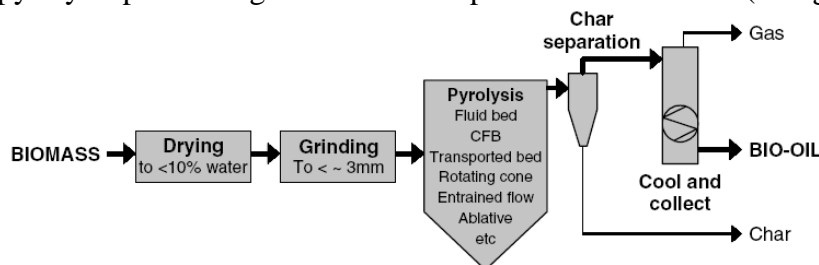 Char
separation
Gas
Pyrolysis
Fluid bed
CFB
Transported bed
Rotating cone
Entrained flow
Ablative
etc
BIOMASS
Drying
to <10% water
Grinding
To < ~ 3mm
BIO-OIL
Cool and
collect
Char